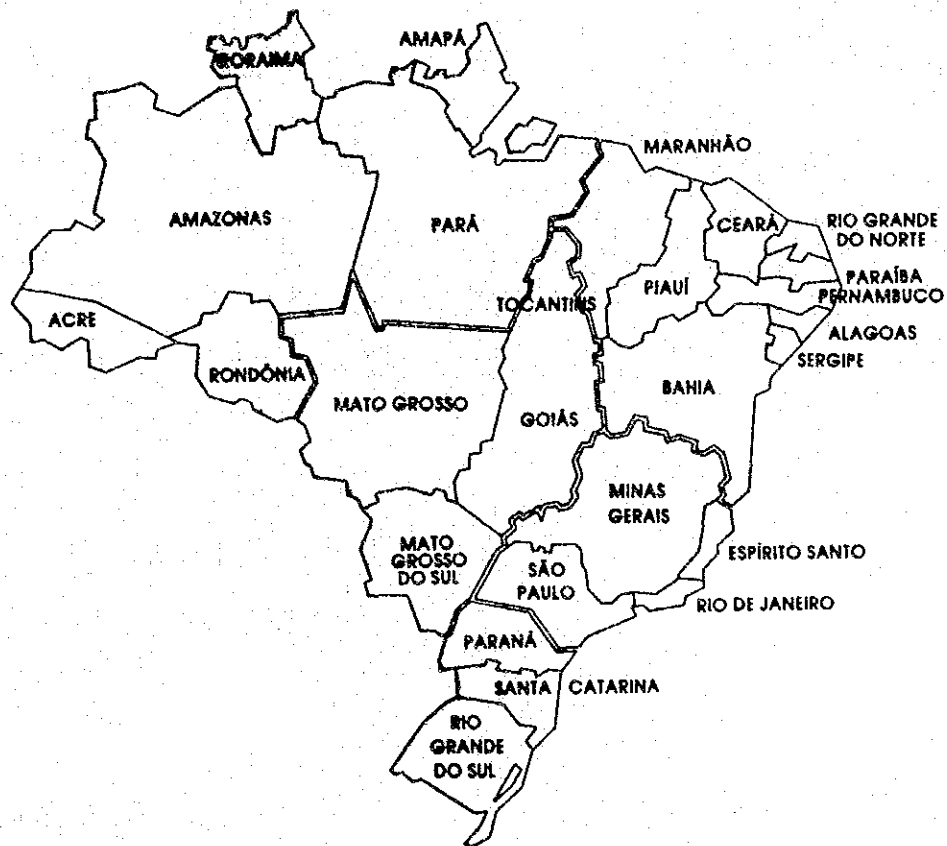 AMAPÁ
RORAIMA
MARANHÃO
AMAZONAS
PARÁ
CEARÁ
RIO GRANDE
DO NORTE
PARAÍBA
PERNAMBUCO
PIAUÍ
TOCANTINS
ACRE
ALAGOAS
SERGIPE
RONDÔNIA
BAHIA
MATO GROSSO
GOIÁS
MINAS
GERAIS
MATO
GROSSO
DO SUL
ESPÍRITO SANTO
SÃO
PAULO
RIO DE JANEIRO
PARANÁ
SANTA CATARINA
RIO
GRANDE
DO SUL